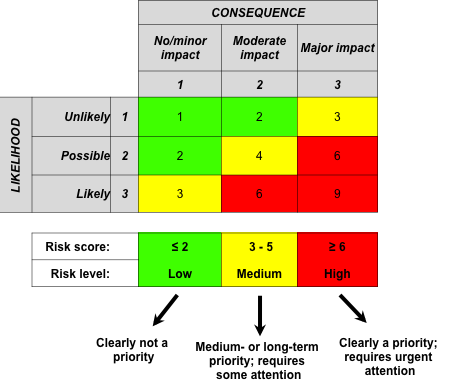 CONSEQUENCE
No/minor impact Moderate impact Major impact
1 2 3
LIKELIHOOD
Unlikely 1 1 2 3
Possible 2 2 4 6
Likely 3 3 6 9
Risk score: ≤ 2 3 - 5 ≥ 6
Risk level: Low Medium High
Clearly not a
priority
Medium- or long-term
priority; requires
some attention
Clearly a priority;
requires urgent
attention